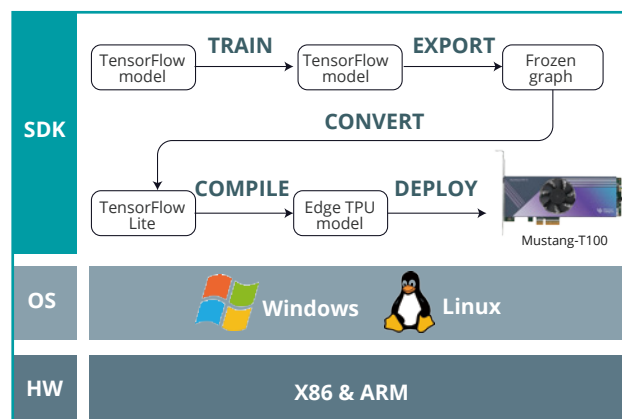 SDK
TensorFlow
model
TRAIN
TensorFlow
model
EXPORT
Frozen
graph
CONVERT
TensorFlow
Lite
COMPILE
Edge TPU
model
DEPLOY
Mustang-T100
OS
Windows
Linux
HW
X86 & ARM